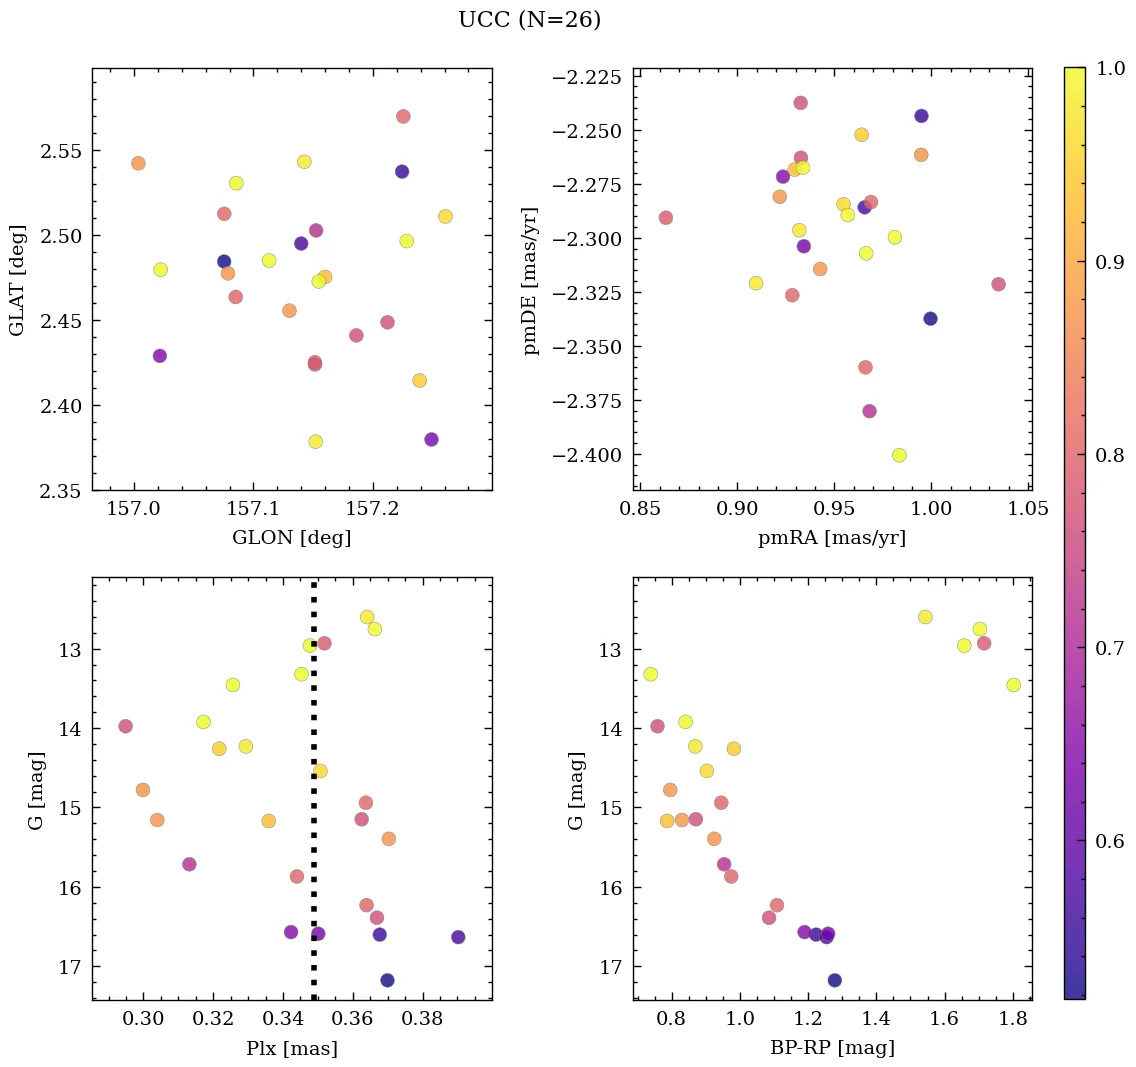 UCC (N=26)
2.55
2.50
2.45
2.40
2.35
GLAT [deg]
157.0 157.1 157.2
GLON [deg]
−2.225
−2.250
−2.275
−2.300
−2.325
−2.350
−2.375
−2.400
pmDE [mas/yr]
0.85 0.90 0.95 1.00 1.05
pmRA [mas/yr]
13
14
15
16
17
G [mag]
0.30 0.32 0.34 0.36 0.38
Plx [mas]
13
14
15
16
17
G [mag]
0.8 1.0 1.2 1.4 1.6 1.8
BP-RP [mag]
1.0
0.9
0.8
0.7
0.6